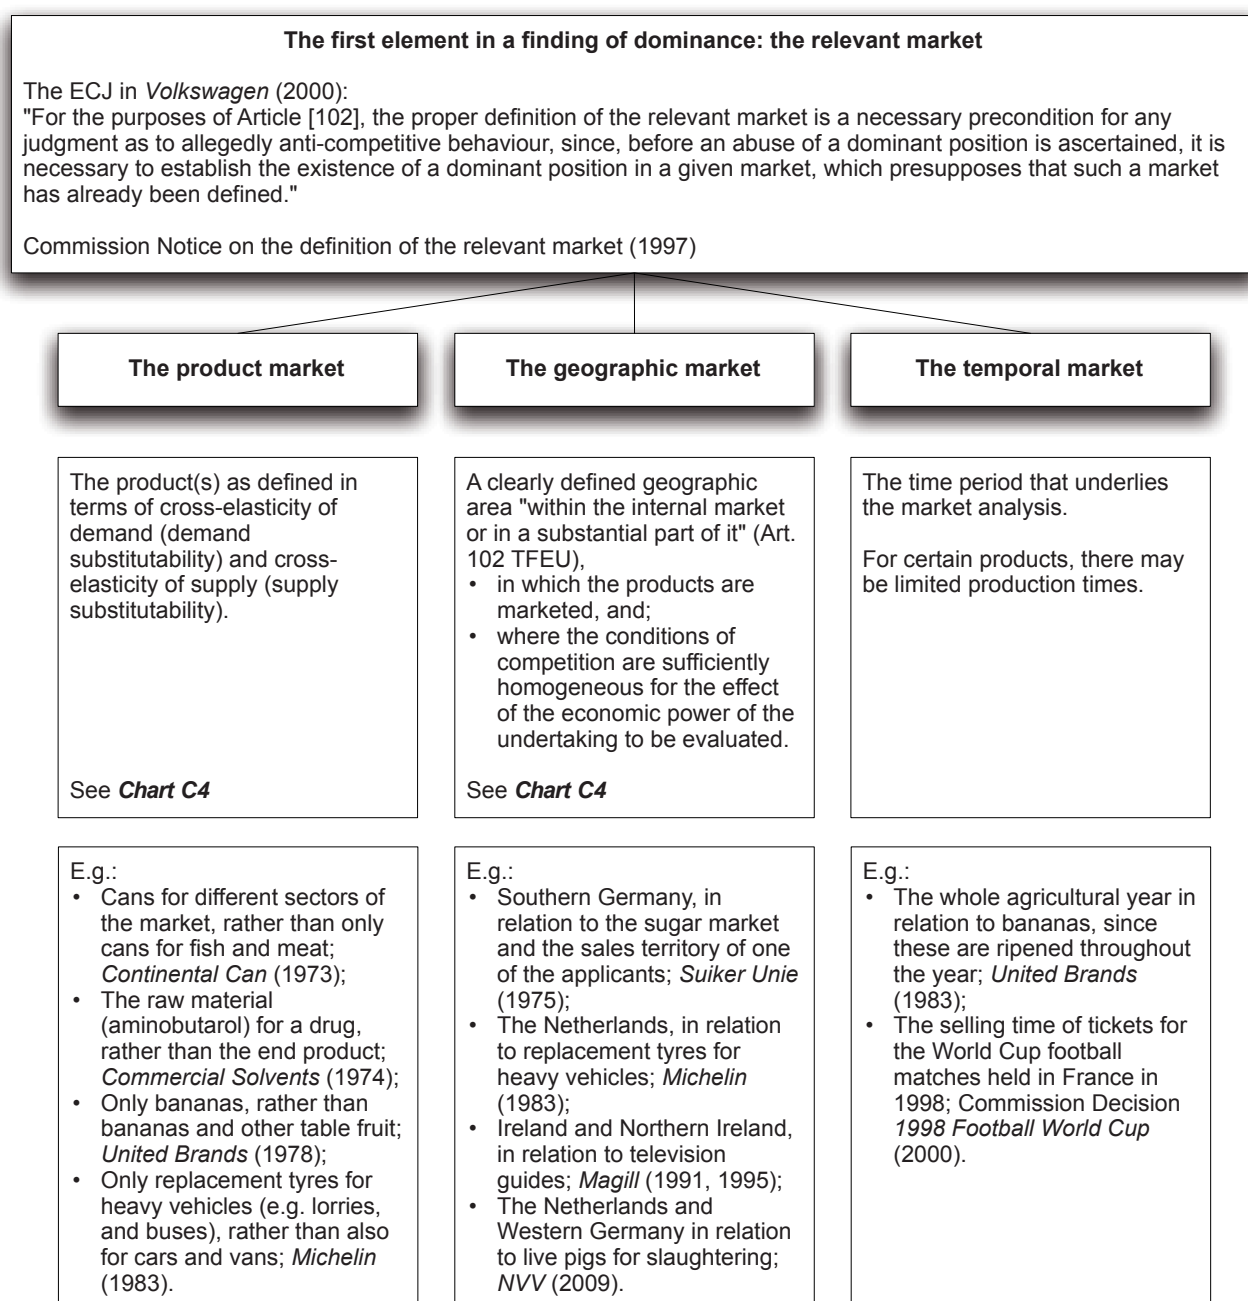 The first element in a finding of dominance: the relevant market
The ECJ in Volkswagen (2000):
"For the purposes of Article [102], the proper definition of the relevant market is a necessary precondition for any
judgment as to allegedly anti-competitive behaviour, since, before an abuse of a dominant position is ascertained, it is
necessary to establish the existence of a dominant position in a given market, which presupposes that such a market
has already been defined."
Commission Notice on the definition of the relevant market (1997)
The product market
The product(s) as defined in
terms of cross-elasticity of
demand (demand
substitutability) and cross-
elasticity of supply (supply
substitutability).
See Chart C4
E.g.:
• Cans for different sectors of
the market, rather than only
cans for fish and meat;
Continental Can (1973);
• The raw material
(aminobutarol) for a drug,
rather than the end product;
Commercial Solvents (1974);
• Only bananas, rather than
bananas and other table fruit;
United Brands (1978);
• Only replacement tyres for
heavy vehicles (e.g. lorries,
and buses), rather than also
for cars and vans; Michelin
(1983).
The geographic market
A clearly defined geographic
area "within the internal market
or in a substantial part of it" (Art.
102 TFEU),
• in which the products are
marketed, and;
• where the conditions of
competition are sufficiently
homogeneous for the effect
of the economic power of the
undertaking to be evaluated.
See Chart C4
E.g.:
• Southern Germany, in
relation to the sugar market
and the sales territory of one
of the applicants; Suiker Unie
(1975);
• The Netherlands, in relation
to replacement tyres for
heavy vehicles; Michelin
(1983);
• Ireland and Northern Ireland,
in relation to television
guides; Magill (1991, 1995);
• The Netherlands and
Western Germany in relation
to live pigs for slaughtering;
NVV (2009).
The temporal market
The time period that underlies
the market analysis.
For certain products, there may
be limited production times.
E.g.:
• The whole agricultural year in
relation to bananas, since
these are ripened throughout
the year; United Brands
(1983);
• The selling time of tickets for
the World Cup football
matches held in France in
1998; Commission Decision
1998 Football World Cup
(2000).